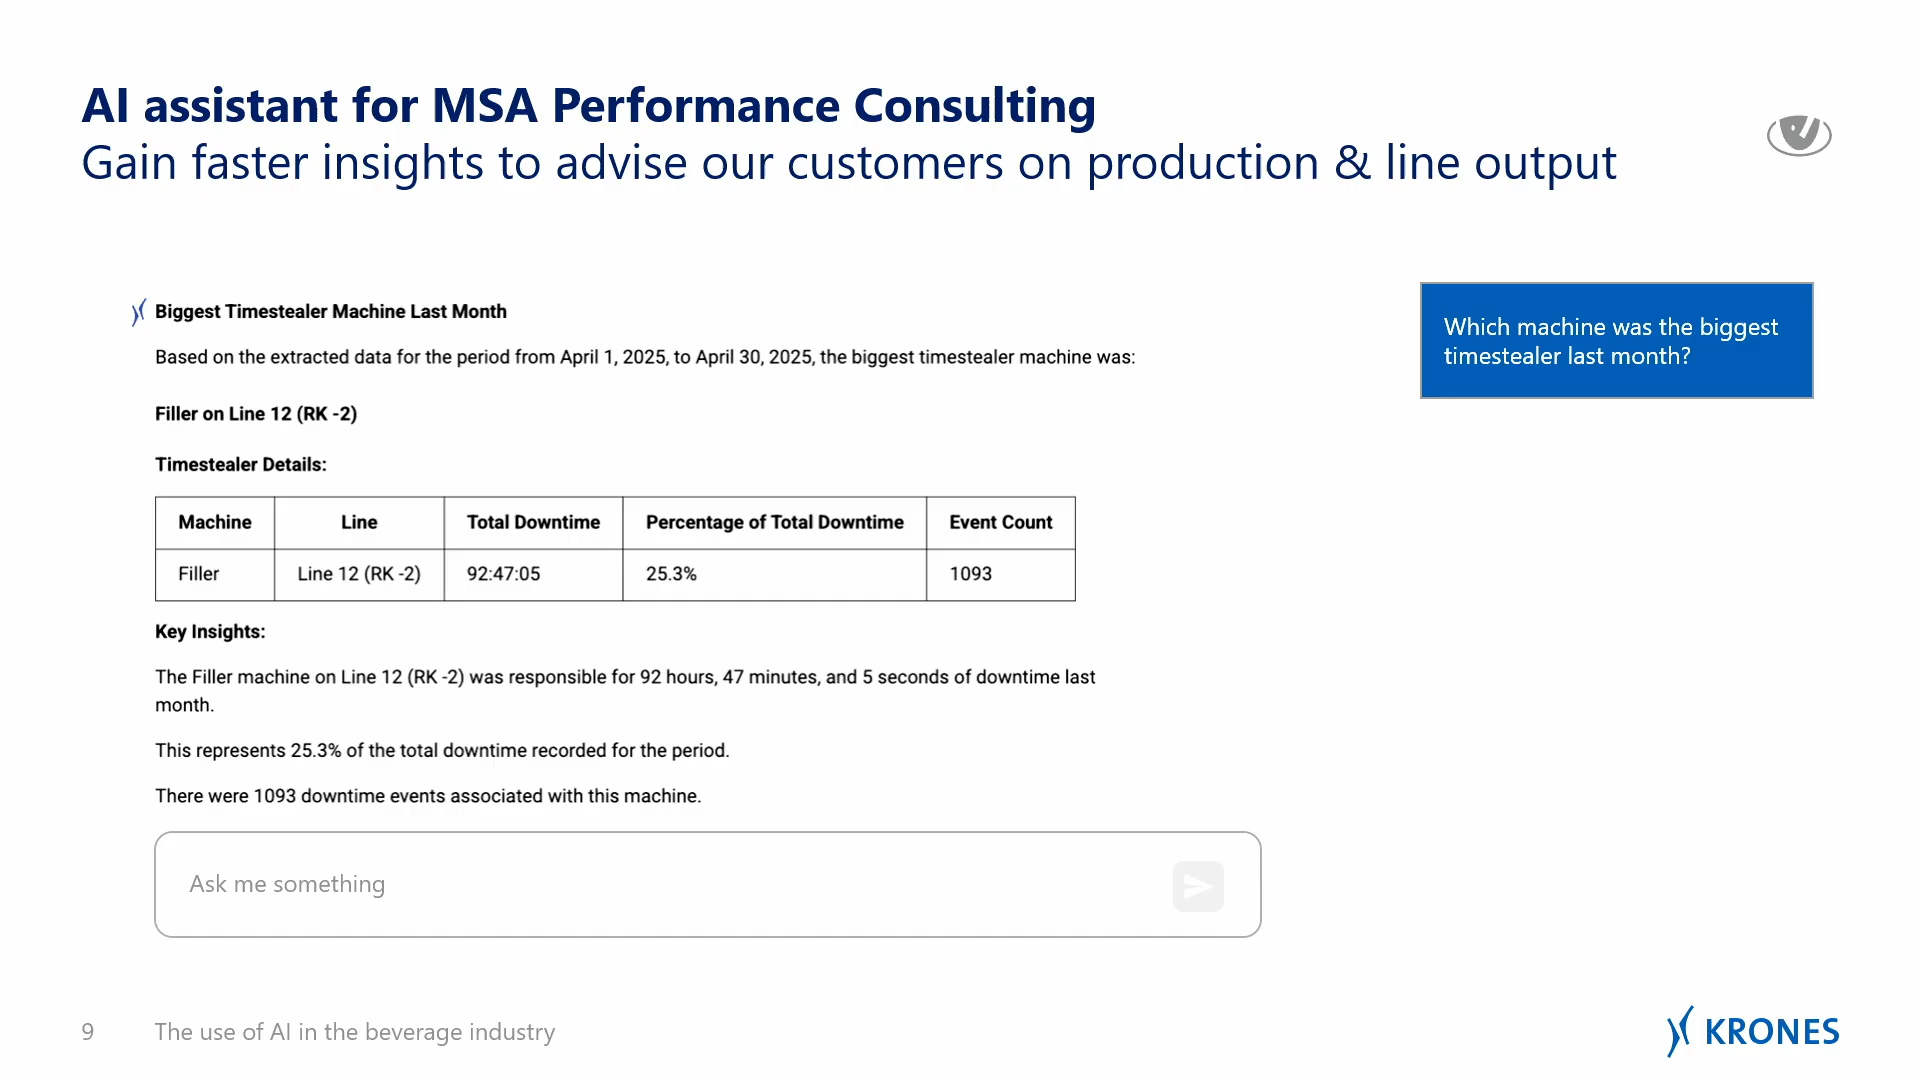 AI assistant for MSA Performance Consulting
Gain faster insights to advise our customers on production & line output
Which machine was the biggest
timestealer last month?
Biggest Timestealer Machine Last Month
Based on the extracted data for the period from April 1, 2025, to April 30, 2025, the biggest timestealer machine was:
Filler on Line 12 (RK -2)
Timestealer Details:
Machine Line Total Downtime Percentage of Total Downtime Event Count
Filler Line 12 (RK -2) 92:47:05 25.3% 1093
Key Insights:
The Filler machine on Line 12 (RK -2) was responsible for 92 hours, 47 minutes, and 5 seconds of downtime last
month.
This represents 25.3% of the total downtime recorded for the period.
There were 1093 downtime events associated with this machine.
Ask me something
9 The use of AI in the beverage industry
KRONES